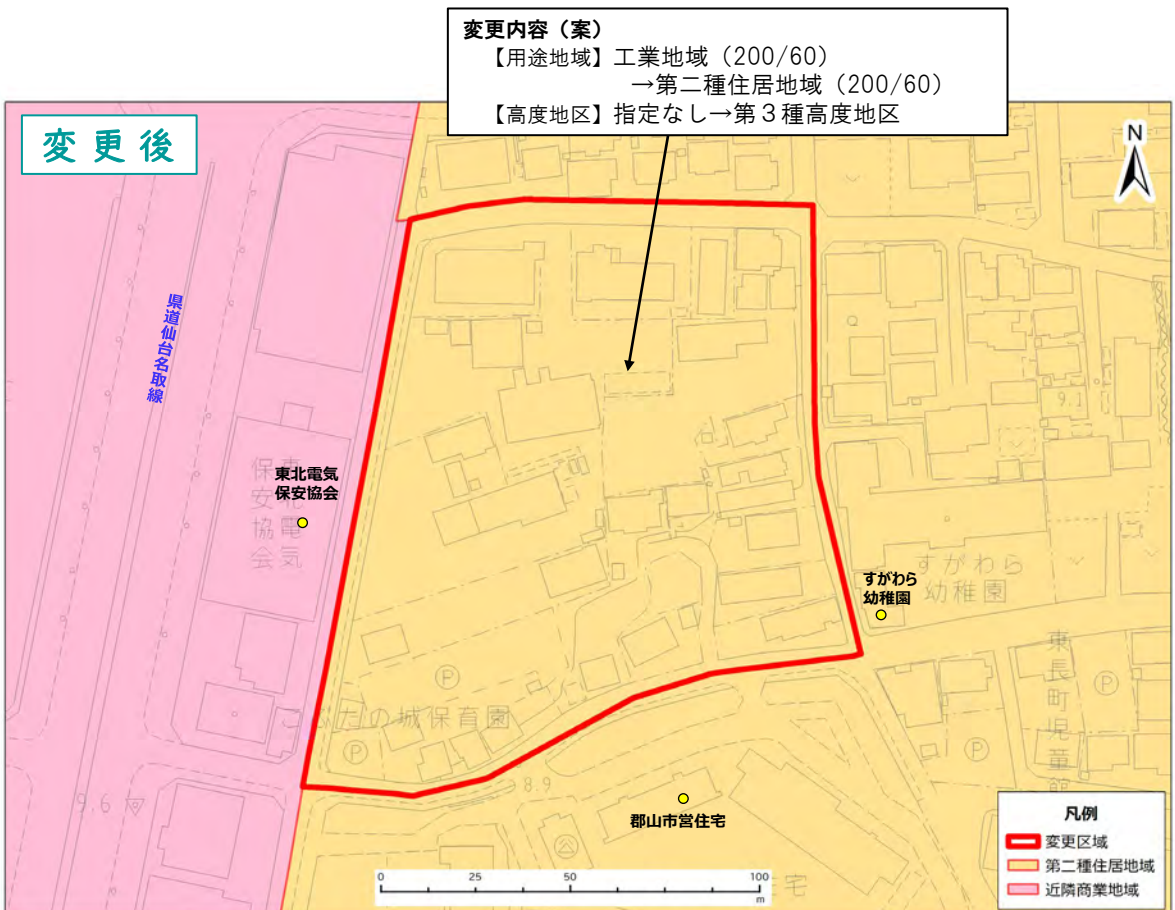 変更内容（案）
【用途地域】工業地域（200/60）
→第二種住居地域（200/60）
【高度地区】指定なし→第３種高度地区
変更後
N
県道仙台名取線
東北電気
保安協会
東北電気
保安協会
9.1
すがわら
幼稚園
すがわら
幼稚園
東長町児童館
P
P
P
P
たの城保育園
8.9
9.6
郡山市営住宅
宅
0 25 50 100
m
凡例
変更区域
第二種住居地域
近隣商業地域